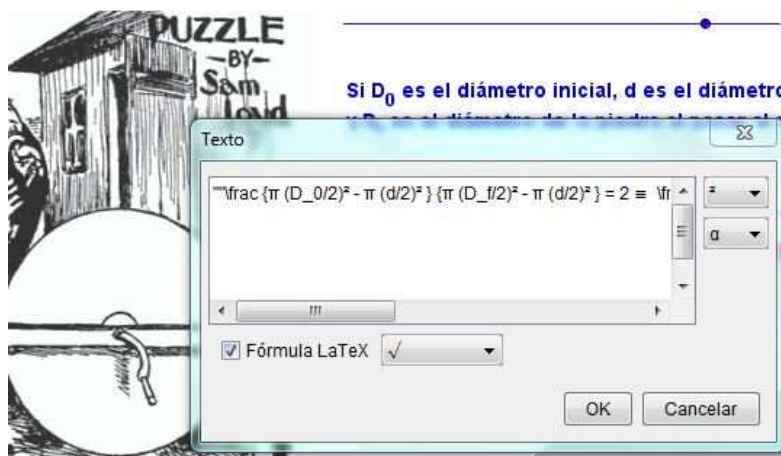 PUZZLE
—BY—
Sam
Loyd
Si D₀ es el diámetro inicial, d es el diámetro
Texto
""\frac {π (D_0/2)² - π (d/2)² } {π (D_f/2)² - π (d/2)² } = 2 ≡ \fr
²
α
Fórmula LaTeX √
OK Cancelar